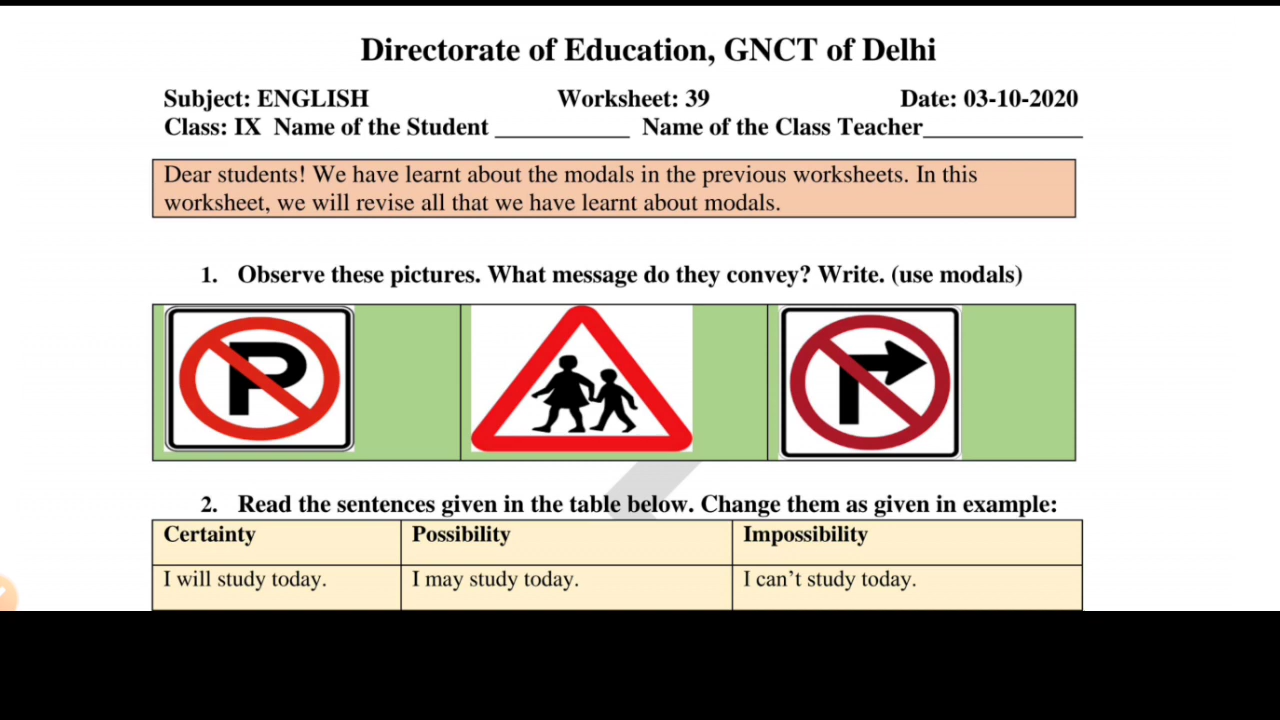 Directorate of Education, GNCT of Delhi
Subject: ENGLISH Worksheet: 39 Date: 03-10-2020
Class: IX Name of the Student ___________ Name of the Class Teacher_____________
Dear students! We have learnt about the modals in the previous worksheets. In this
worksheet, we will revise all that we have learnt about modals.
1. Observe these pictures. What message do they convey? Write. (use modals)
P
2. Read the sentences given in the table below. Change them as given in example:
Certainty Possibility Impossibility
I will study today. I may study today. I can’t study today.